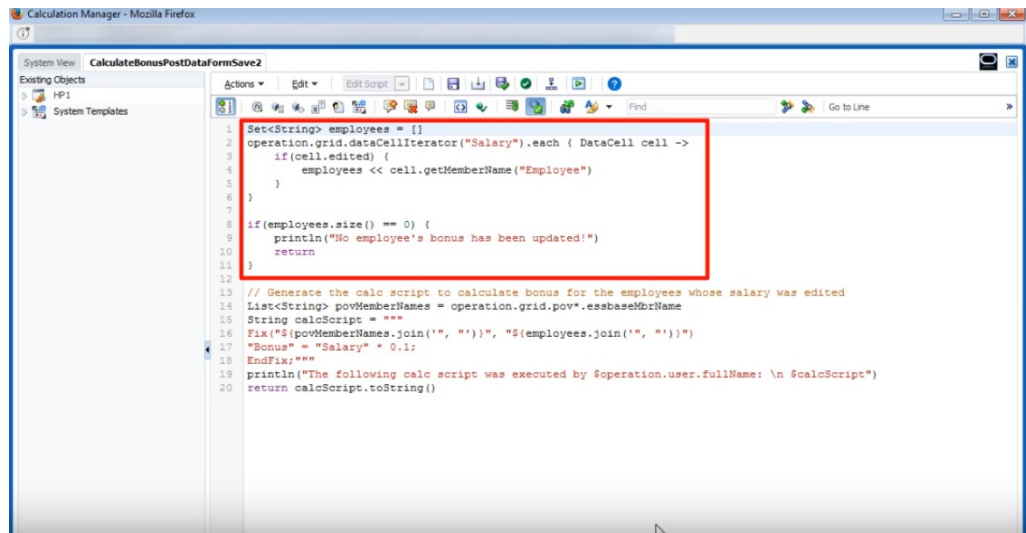 Calculation Manager - Mozilla Firefox
System View CalculateBonusPostDataFormSave2
Existing Objects
HP1
System Templates
Actions Edit Edit Script
Find Go to Line
1 Set<String> employees = []
2 operation.grid.dataCellIterator("Salary").each { DataCell cell ->
3 if(cell.edited) {
4 employees << cell.getMemberName("Employee")
5 }
6 }
7
8 if(employees.size() == 0) {
9 println("No employee's bonus has been updated!")
10 return
11 }
12
13 // Generate the calc script to calculate bonus for the employees whose salary was edited
14 List<String> povMemberNames = operation.grid.pov*.essbaseMbrName
15 String calcScript = """
16 Fix("${povMemberNames.join('", "')}", "${employees.join('", "')}")
17 "Bonus" = "Salary" * 0.1;
18 EndFix;"""
19 println("The following calc script was executed by $operation.user.fullName: \n $calcScript")
20 return calcScript.toString()